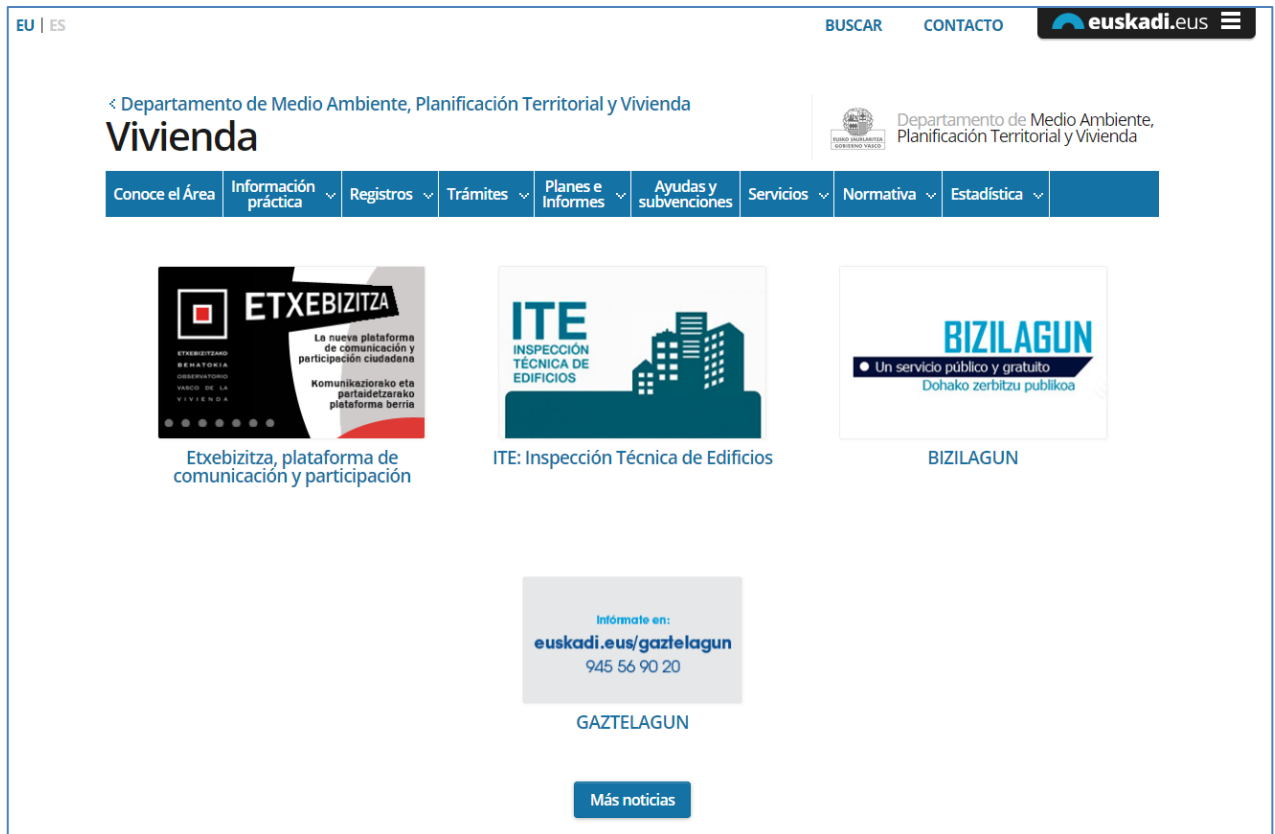 EU | ES
BUSCAR
CONTACTO
euskadi.eus
< Departamento de Medio Ambiente, Planificación Territorial y Vivienda
Vivienda
EUSKO JAURLARITZA
GOBIERNO VASCO
Departamento de Medio Ambiente,
Planificación Territorial y Vivienda
Conoce el Área
Información
práctica
Registros
Trámites
Planes e
Informes
Ayudas y
subvenciones
Servicios
Normativa
Estadística
ETXEBIZITZA
La nueva plataforma
de comunicación y
participación ciudadana
Komunikaziorako eta
partaidetzarako
plataforma berria
ETXEBIZITZAKO
BEHATOKIA
OBSERVATORIO
VASCO DE LA
VIVIENDA
Etxebizitza, plataforma de
comunicación y participación
ITE
INSPECCIÓN
TÉCNICA DE
EDIFICIOS
ITE: Inspección Técnica de Edificios
BIZILAGUN
Un servicio público y gratuito
Dohako zerbitzu publikoa
BIZILAGUN
Infórmate en:
euskadi.eus/gaztelagun
945 56 90 20
GAZTELAGUN
Más noticias